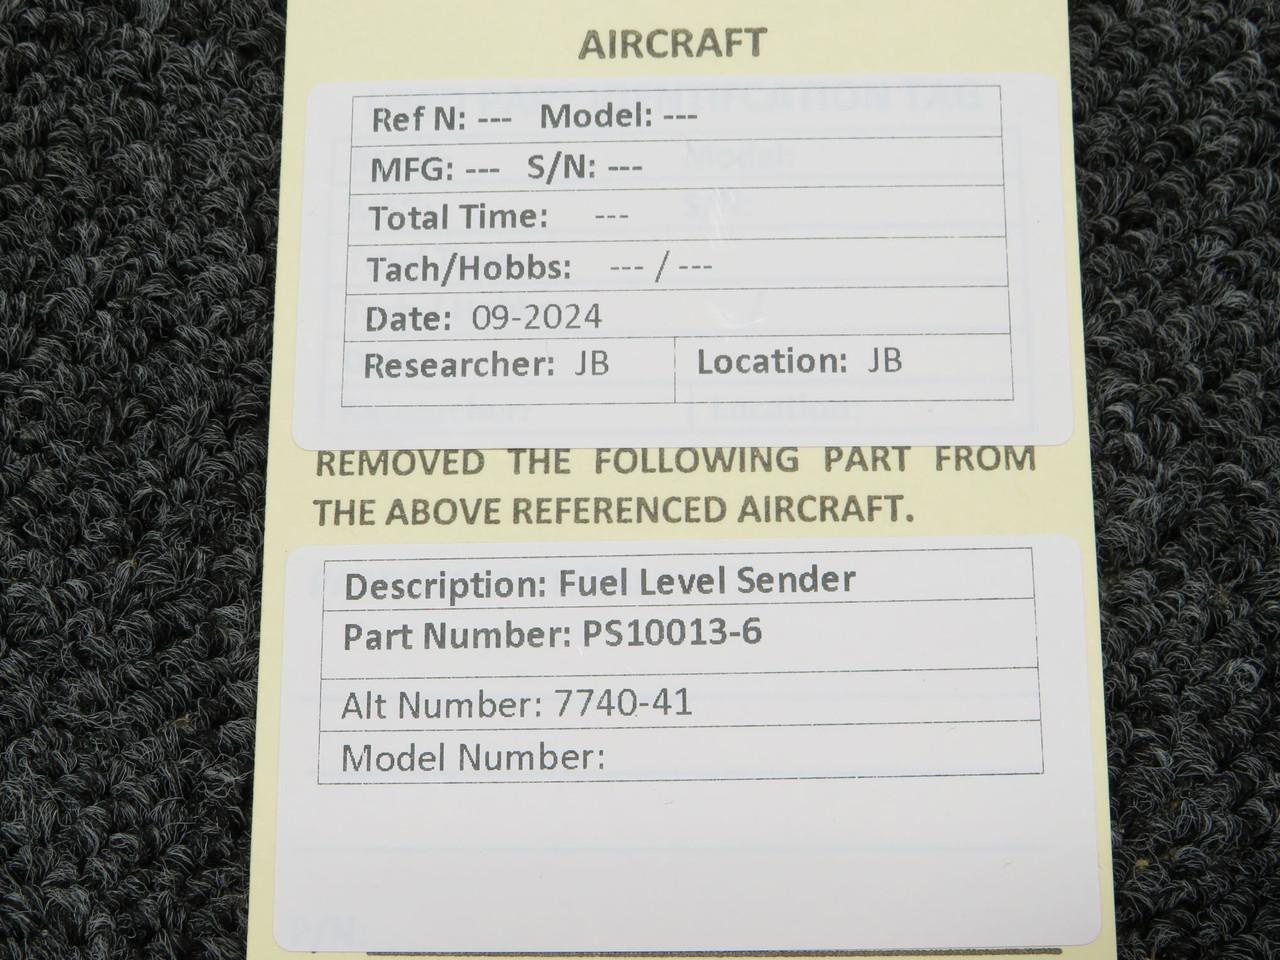 AIRCRAFT
Ref N: --- Model: ---
MFG: --- S/N: ---
Total Time: ---
Tach/Hobbs: --- / ---
Date: 09-2024
Researcher: JB Location: JB
REMOVED THE FOLLOWING PART FROM
THE ABOVE REFERENCED AIRCRAFT.
Description: Fuel Level Sender
Part Number: PS10013-6
Alt Number: 7740-41
Model Number: